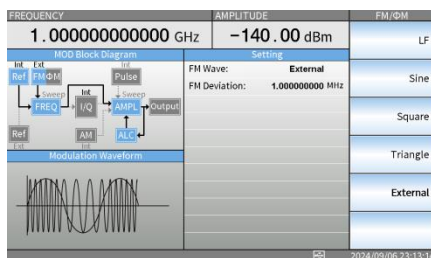 FREQUENCY
AMPLITUDE
FM/ΦM
1.000000000000 GHz
-140.00 dBm
LF
MOD Block Diagram
Setting
Int Ext Int
Ref FMΦM Pulse
FM Wave: External
Sweep Sweep
FM Deviation: 1.000000000 MHz
Int
Sine
FREQ I/Q AMPL Output
Square
Ref AM ALC
Ext Int
Modulation Waveform
Triangle
External
2024/09/06 23:13:1